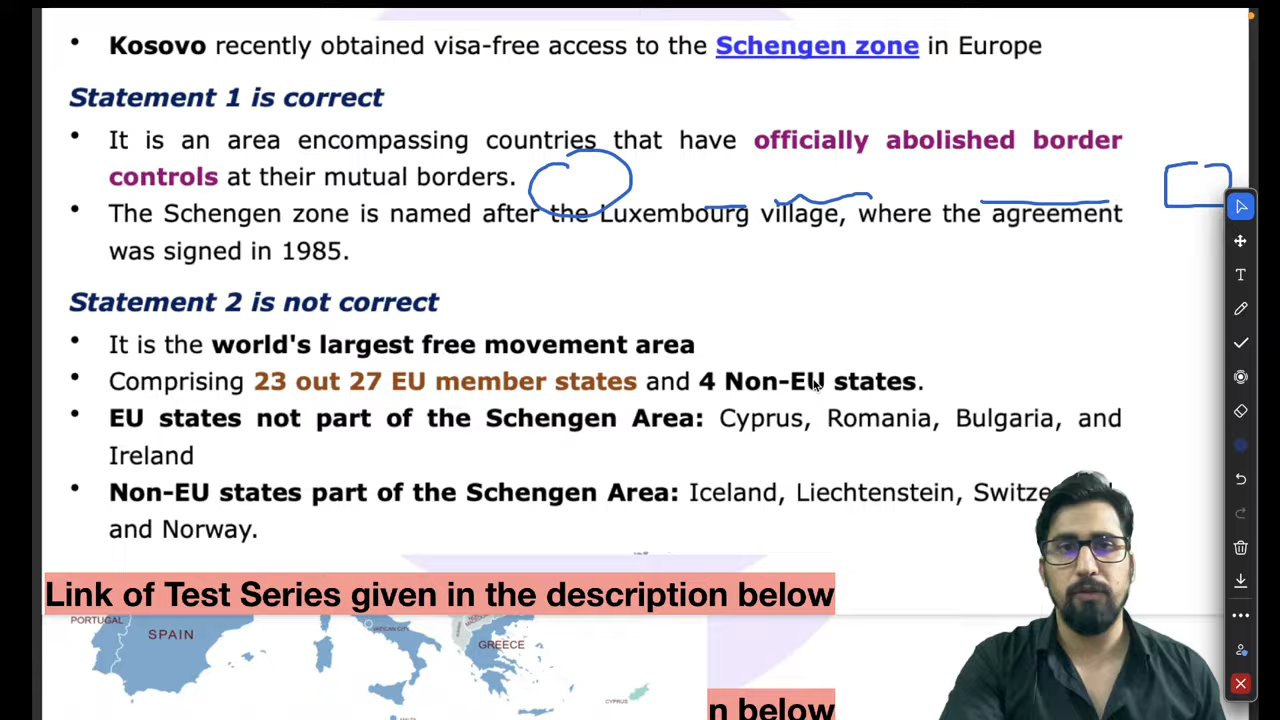 • Kosovo recently obtained visa-free access to the Schengen zone in Europe
Statement 1 is correct
• It is an area encompassing countries that have officially abolished border
controls at their mutual borders.
• The Schengen zone is named after the Luxembourg village, where the agreement
was signed in 1985.
Statement 2 is not correct
• It is the world's largest free movement area
• Comprising 23 out 27 EU member states and 4 Non-EU states.
• EU states not part of the Schengen Area: Cyprus, Romania, Bulgaria, and
Ireland
• Non-EU states part of the Schengen Area: Iceland, Liechtenstein,
and Norway.
Link of Test Series given in the description below
PORTUGAL
SPAIN
VATICAN CITY
GREECE
CYPRUS
MALTA
n below